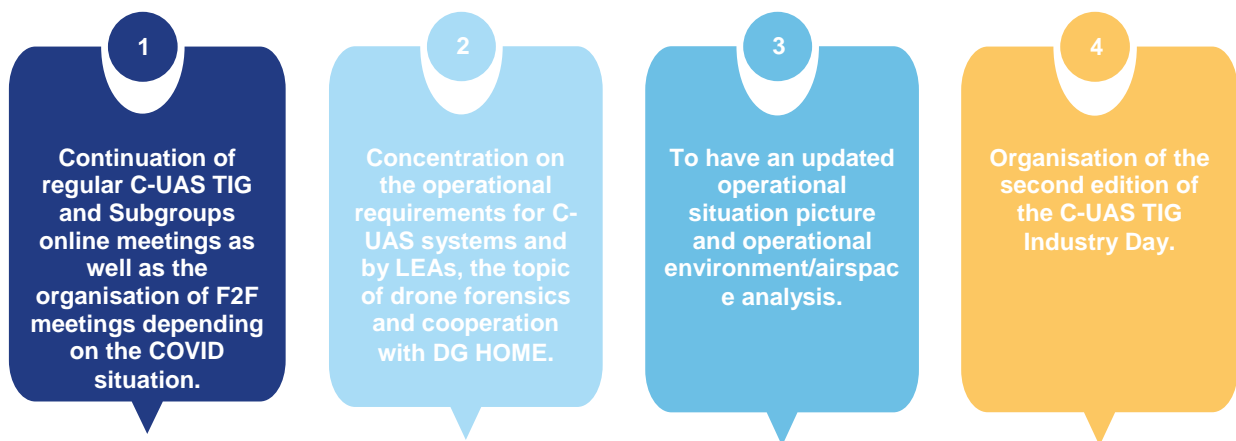 1
Continuation of
regular C-UAS TIG
and Subgroups
online meetings as
well as the
organisation of F2F
meetings depending
on the COVID
situation.
2
Concentration on
the operational
requirements for C-
UAS systems and
by LEAs, the topic
of drone forensics
and cooperation
with DG HOME.
3
To have an updated
operational
situation picture
and operational
environment/airspac
e analysis.
4
Organisation of the
second edition of
the C-UAS TIG
Industry Day.